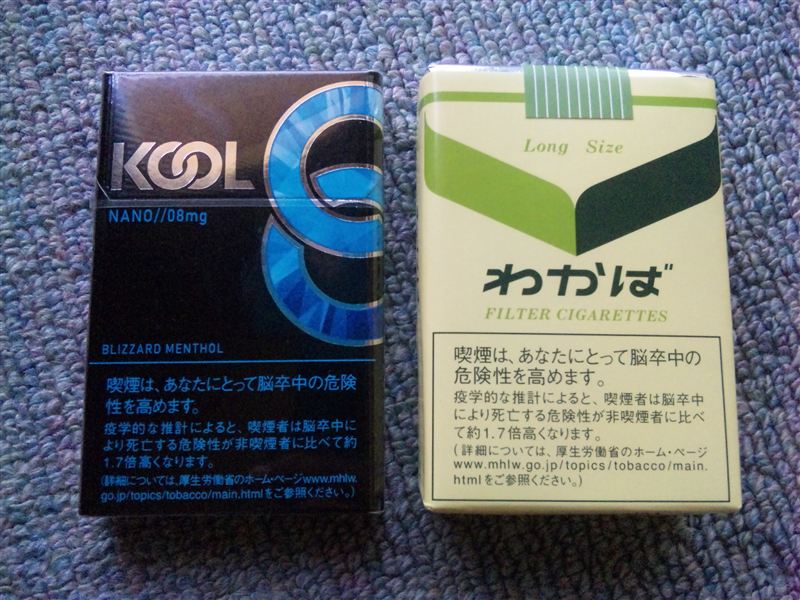 KOOL
NANO//08mg
BLIZZARD MENTHOL
喫煙は、あなたにとって脳卒中の危険
性を高めます。
疫学的な推計によると、喫煙者は脳卒中に
より死亡する危険性が非喫煙者に比べて約
1.7倍高くなります。
(詳細については、厚生労働省のホーム・ページwww.mhlw.
go.jp/topics/tobacco/main.htmlをご参照ください。)
Long Size
わかば
FILTER CIGARETTES
喫煙は、あなたにとって脳卒中の
危険性を高めます。
疫学的な推計によると、喫煙者は脳卒中
により死亡する危険性が非喫煙者に比べ
て約1.7倍高くなります。
(詳細については、厚生労働省のホーム・ページ
www.mhlw.go.jp/topics/tobacco/main.
htmlをご参照ください。)